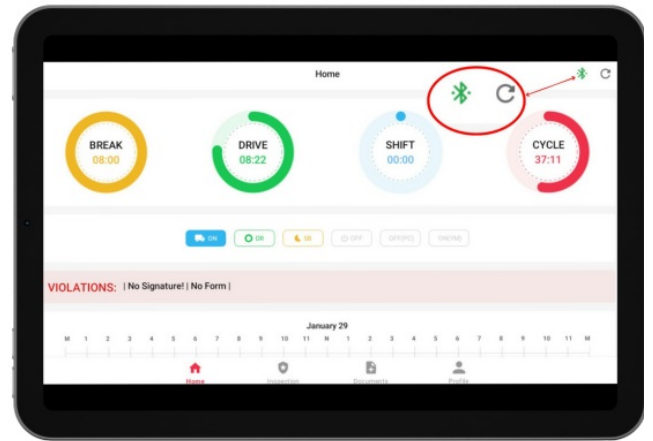 Home
BREAK
08:00
DRIVE
08:22
SHIFT
00:00
CYCLE
37:11
ON
DR
SB
OFF
OFF(PC)
ON(YM)
VIOLATIONS: | No Signature! | No Form |
January 29
M 1 2 3 4 5 6 7 8 9 10 11 N 1 2 3 4 5 6 7 8 9 10 11 M
Home Inspection Documents Profile